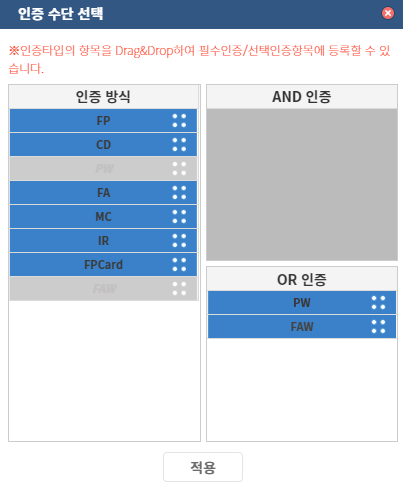 인증 수단 선택
※인증타입의 항목을 Drag&Drop하여 필수인증/선택인증항목에 등록할 수 있
습니다.
인증 방식
FP
CD
PW
FA
MC
IR
FPCard
FAW
AND 인증
OR 인증
PW
FAW
적용